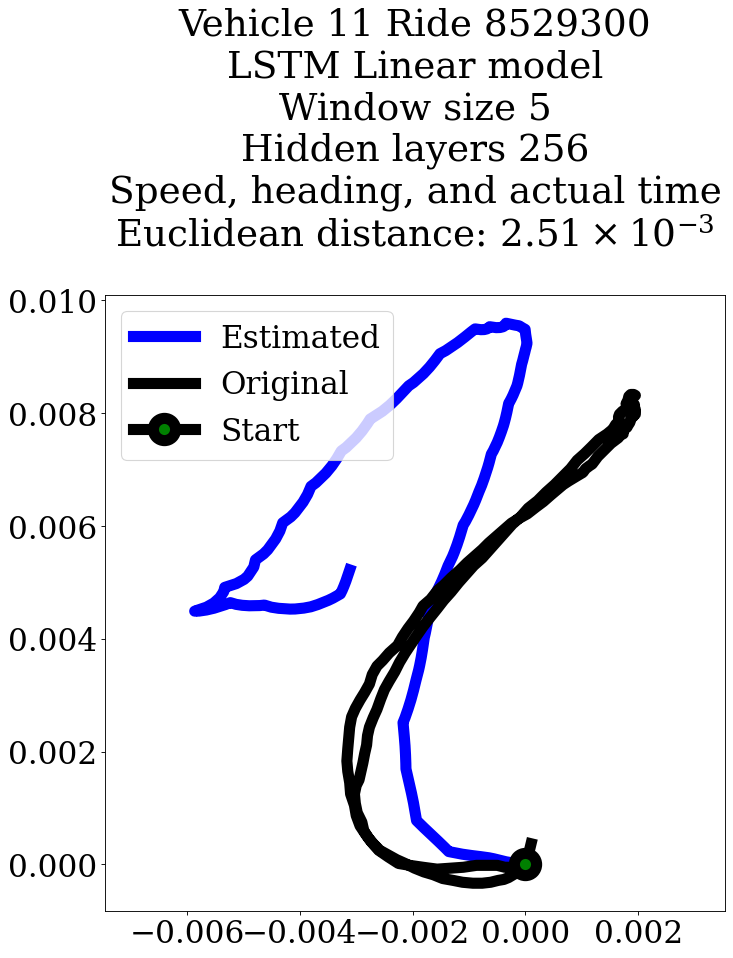 Vehicle 11 Ride 8529300
LSTM Linear model
Window size 5
Hidden layers 256
Speed, heading, and actual time
Euclidean distance: 2.51 × 10⁻³
0.010
0.008
0.006
0.004
0.002
0.000
Estimated
Original
Start
−0.006
−0.004
−0.002
0.000
0.002